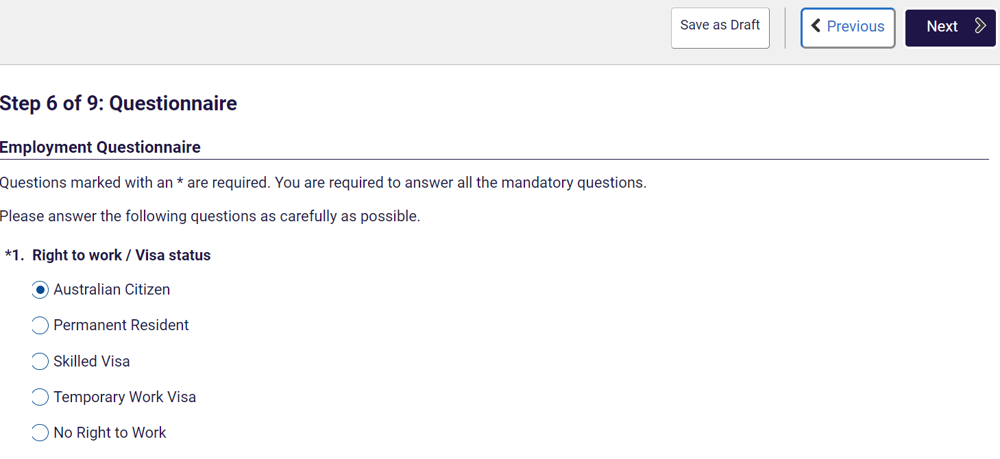 Save as Draft
Previous
Next
Step 6 of 9: Questionnaire
Employment Questionnaire
Questions marked with an * are required. You are required to answer all the mandatory questions.
Please answer the following questions as carefully as possible.
*1. Right to work / Visa status
Australian Citizen
Permanent Resident
Skilled Visa
Temporary Work Visa
No Right to Work